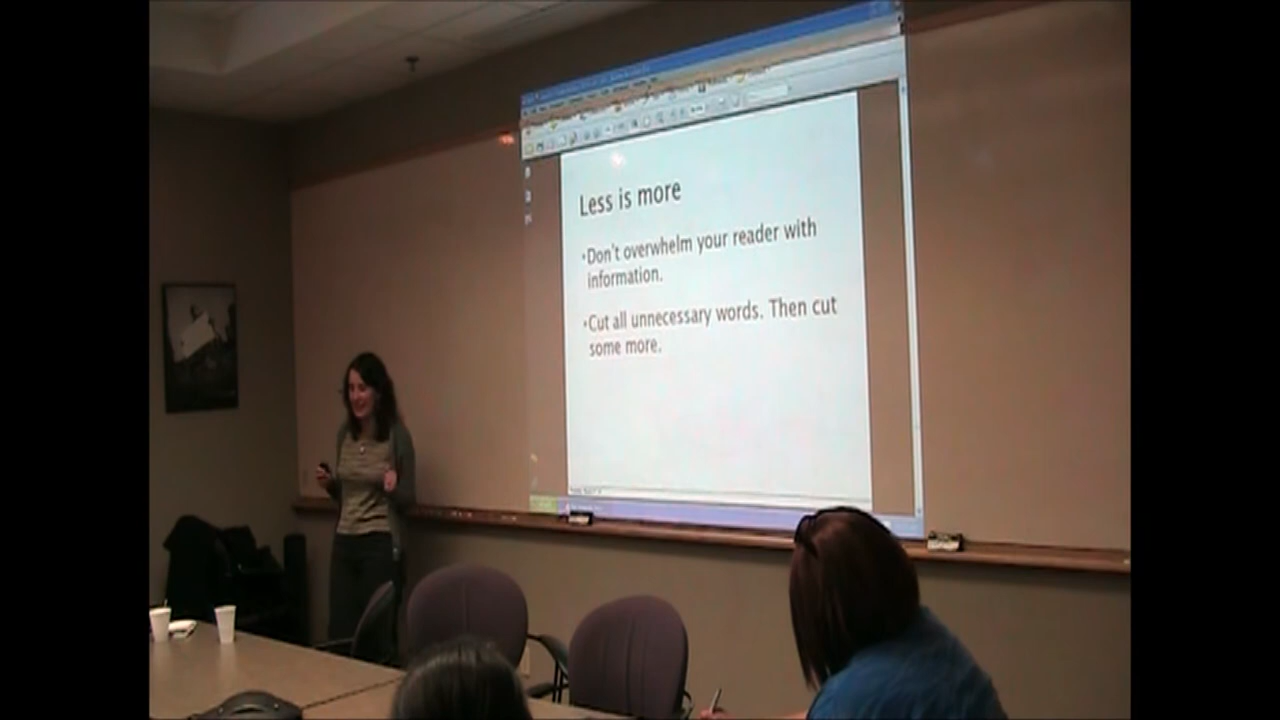 Less is more
•Don't overwhelm your reader with
information.
•Cut all unnecessary words. Then cut
some more.